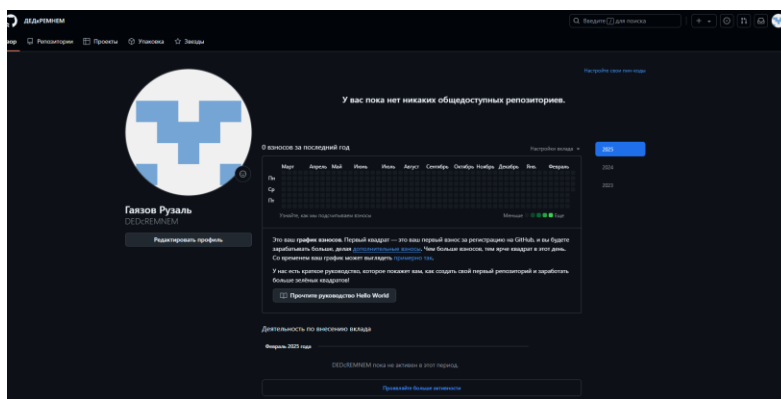 ДЕДсРЕМНЕМ
Введите / для поиска
зор Репозитории Проекты Упаковка Звезды
Настройте свои пин-коды
У вас пока нет никаких общедоступных репозиториев.
0 взносов за последний год
Настройки вклада
2025
2024
2023
Март Апрель Май Июнь Июль Август Сентябрь Октябрь Ноябрь Декабрь Янв. Февраль
Пн
Ср
Пт
Узнайте, как мы подсчитываем взносы
Меньше Еще
Гаязов Рузаль
DEDcREMNEM
Редактировать профиль
Это ваш график взносов. Первый квадрат — это ваш первый взнос за регистрацию на GitHub, и вы будете
зарабатывать больше, делая дополнительные взносы. Чем больше взносов, тем ярче квадрат в этот день.
Со временем ваш график может выглядеть примерно так.
У нас есть краткое руководство, которое покажет вам, как создать свой первый репозиторий и заработать
больше зелёных квадратов!
Прочтите руководство Hello World
Деятельность по внесению вклада
Февраль 2025 года
DEDcREMNEM пока не активен в этот период.
Проявляйте больше активности